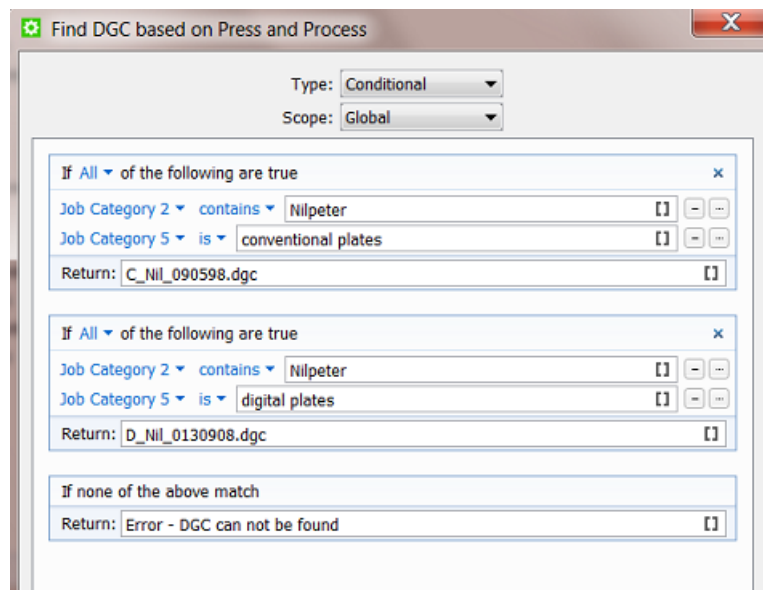 Find DGC based on Press and Process
Type: Conditional
Scope: Global
If All of the following are true
Job Category 2 contains Nilpeter []
Job Category 5 is conventional plates []
Return: C_Nil_090598.dgc []
If All of the following are true
Job Category 2 contains Nilpeter []
Job Category 5 is digital plates []
Return: D_Nil_0130908.dgc []
If none of the above match
Return: Error - DGC can not be found []